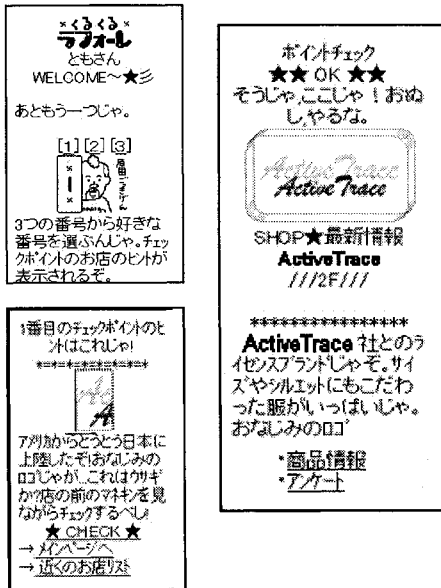 ×くるくる×
ラフォーレ
ともさん
WELCOME～★彡
あともう一つじゃ。
[1] [2] [3]
3つの番号から好きな
番号を選ぶんじゃ。チェッ
クポイントのお店のヒントが
表示されるぞ。
1番目のチェックポイントのヒ
ントはこれじゃ!
*=*=*=*=*=*
Ac
A
アメリカからとうとう日本に
上陸したぞ!おなじみの
ロゴじゃが...これはウサギ
か?店の前のマネキンを見
ながらチェックするべし!
★ CHECK ★
→ メインページへ
→ 近くのお店リスト
ポイントチェック
★★ OK ★★
そうじゃ、ここじゃ！おぬ
し、やるな。
Active Trace
Active Trace
SHOP★最新情報
ActiveTrace
///2F///
****************
ActiveTrace 社とのラ
イセンスブランドじゃぞ。サイ
ズやシルエットにもこだわ
った服がいっぱいじゃ。
おなじみのロゴ
*商品情報
*アンケート